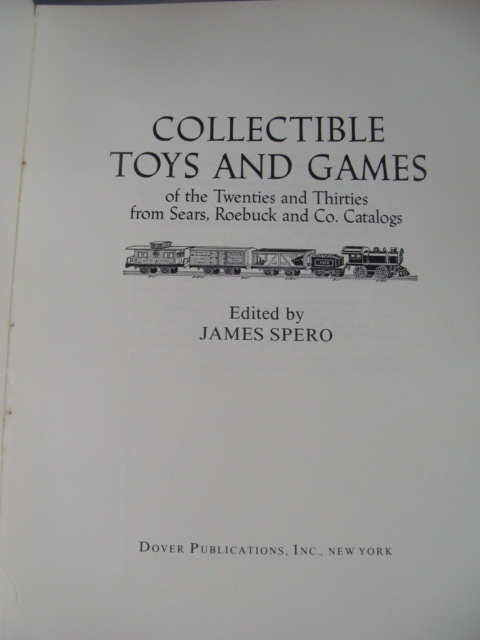 COLLECTIBLE
TOYS AND GAMES
of the Twenties and Thirties
from Sears, Roebuck and Co. Catalogs
Edited by
JAMES SPERO
DOVER PUBLICATIONS, INC., NEW YORK